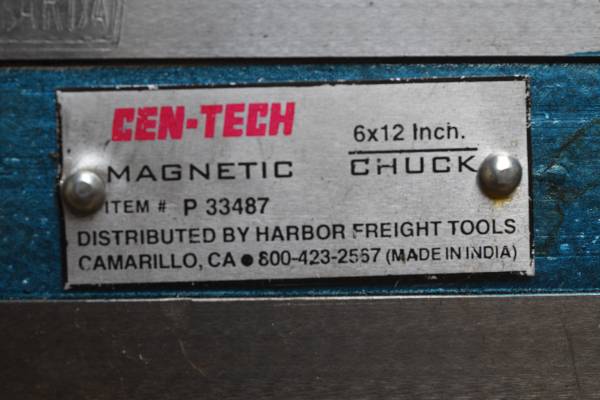 CEN-TECH
6x12 Inch.
MAGNETIC CHUCK
ITEM # P 33487
DISTRIBUTED BY HARBOR FREIGHT TOOLS
CAMARILLO, CA ● 800-423-2567 (MADE IN INDIA)